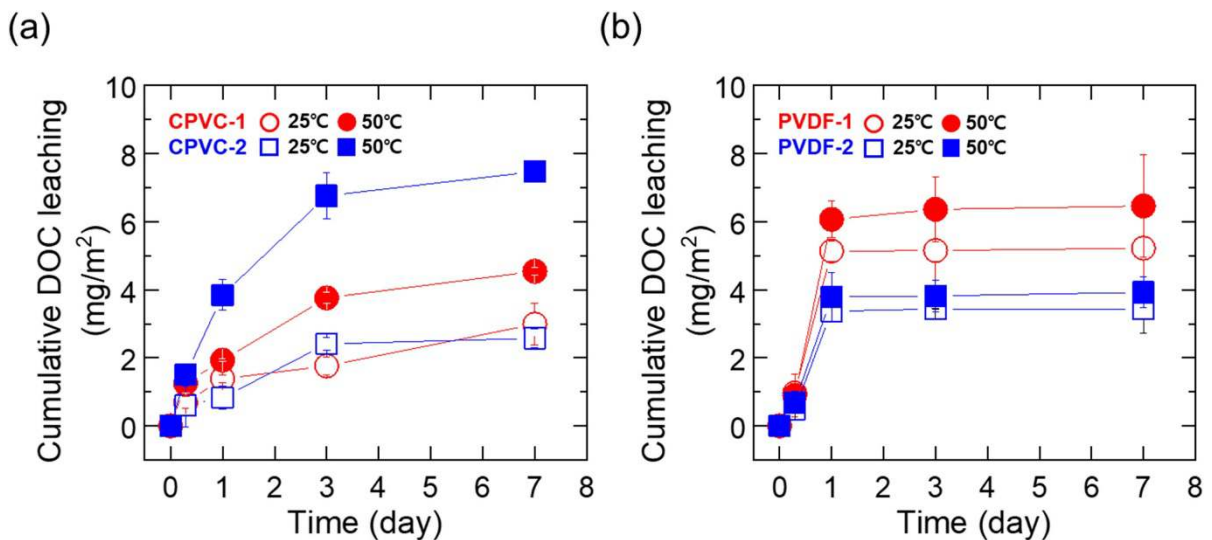 (a)
Cumulative DOC leaching
(mg/m²)
10
8
6
4
2
0
CPVC-1 25℃ 50℃
CPVC-2 25℃ 50℃
0 1 2 3 4 5 6 7 8
Time (day)
(b)
Cumulative DOC leaching
(mg/m²)
10
8
6
4
2
0
PVDF-1 25℃ 50℃
PVDF-2 25℃ 50℃
0 1 2 3 4 5 6 7 8
Time (day)